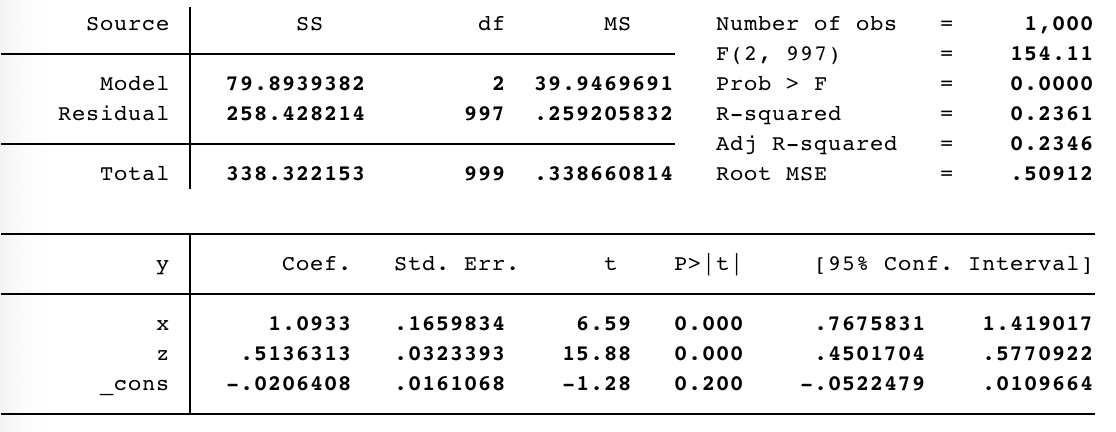 Source SS df MS Number of obs = 1,000
F(2, 997) = 154.11
Model 79.8939382 2 39.9469691 Prob > F = 0.0000
Residual 258.428214 997 .259205832 R-squared = 0.2361
Adj R-squared = 0.2346
Total 338.322153 999 .338660814 Root MSE = .50912
y Coef. Std. Err. t P>|t| [95% Conf. Interval]
x 1.0933 .1659834 6.59 0.000 .7675831 1.419017
z .5136313 .0323393 15.88 0.000 .4501704 .5770922
_cons -.0206408 .0161068 -1.28 0.200 -.0522479 .0109664